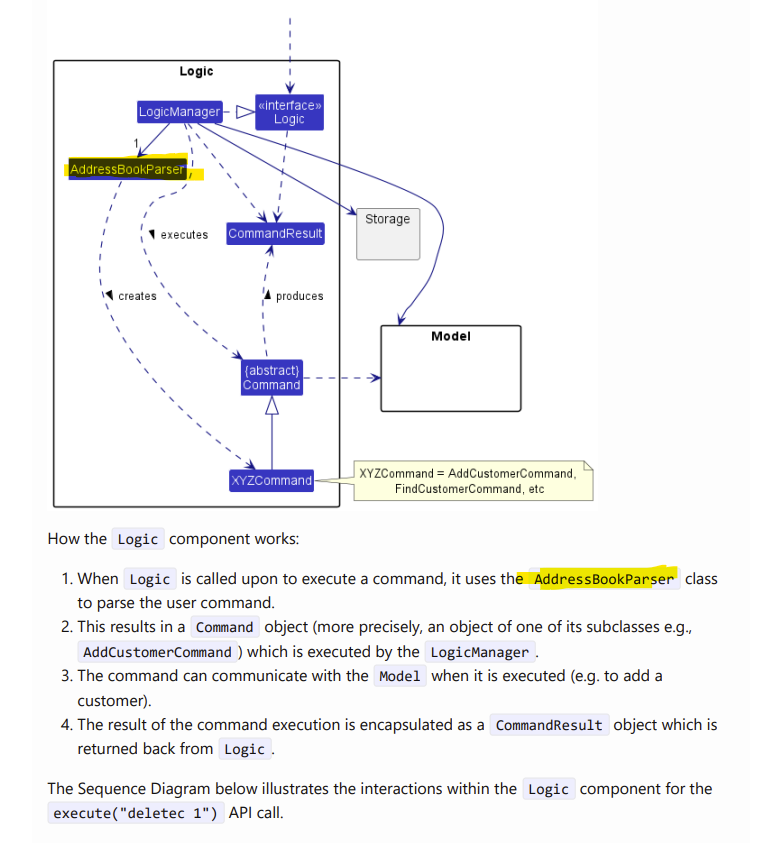 Logic
LogicManager
«interface»
Logic
1
AddressBookParser
Storage
executes
CommandResult
creates
produces
Model
{abstract}
Command
XYZCommand
XYZCommand = AddCustomerCommand,
FindCustomerCommand, etc
How the Logic component works:
1. When Logic is called upon to execute a command, it uses the AddressBookParser class
to parse the user command.
2. This results in a Command object (more precisely, an object of one of its subclasses e.g.,
AddCustomerCommand ) which is executed by the LogicManager .
3. The command can communicate with the Model when it is executed (e.g. to add a
customer).
4. The result of the command execution is encapsulated as a CommandResult object which is
returned back from Logic .
The Sequence Diagram below illustrates the interactions within the Logic component for the
execute("deletec 1") API call.